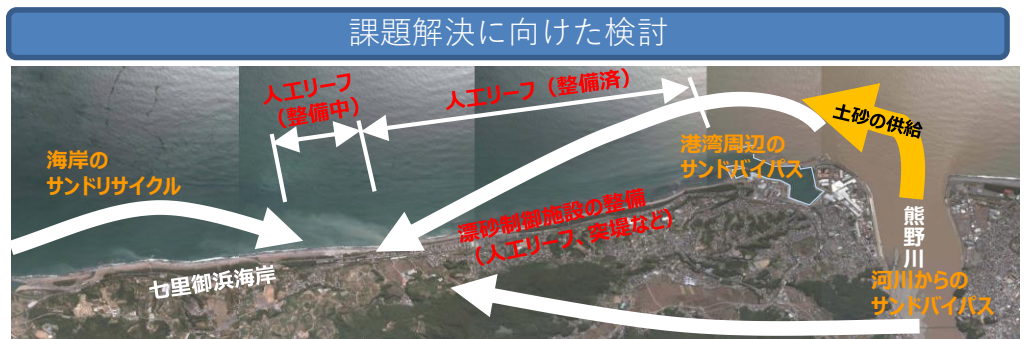 課題解決に向けた検討
人工リーフ
（整備中）
人工リーフ（整備済）
土砂の供給
海岸の
サンドリサイクル
港湾周辺の
サンドバイパス
漂砂制御施設の整備
（人工リーフ、突堤など）
熊野川
七里御浜海岸
河川からの
サンドバイパス